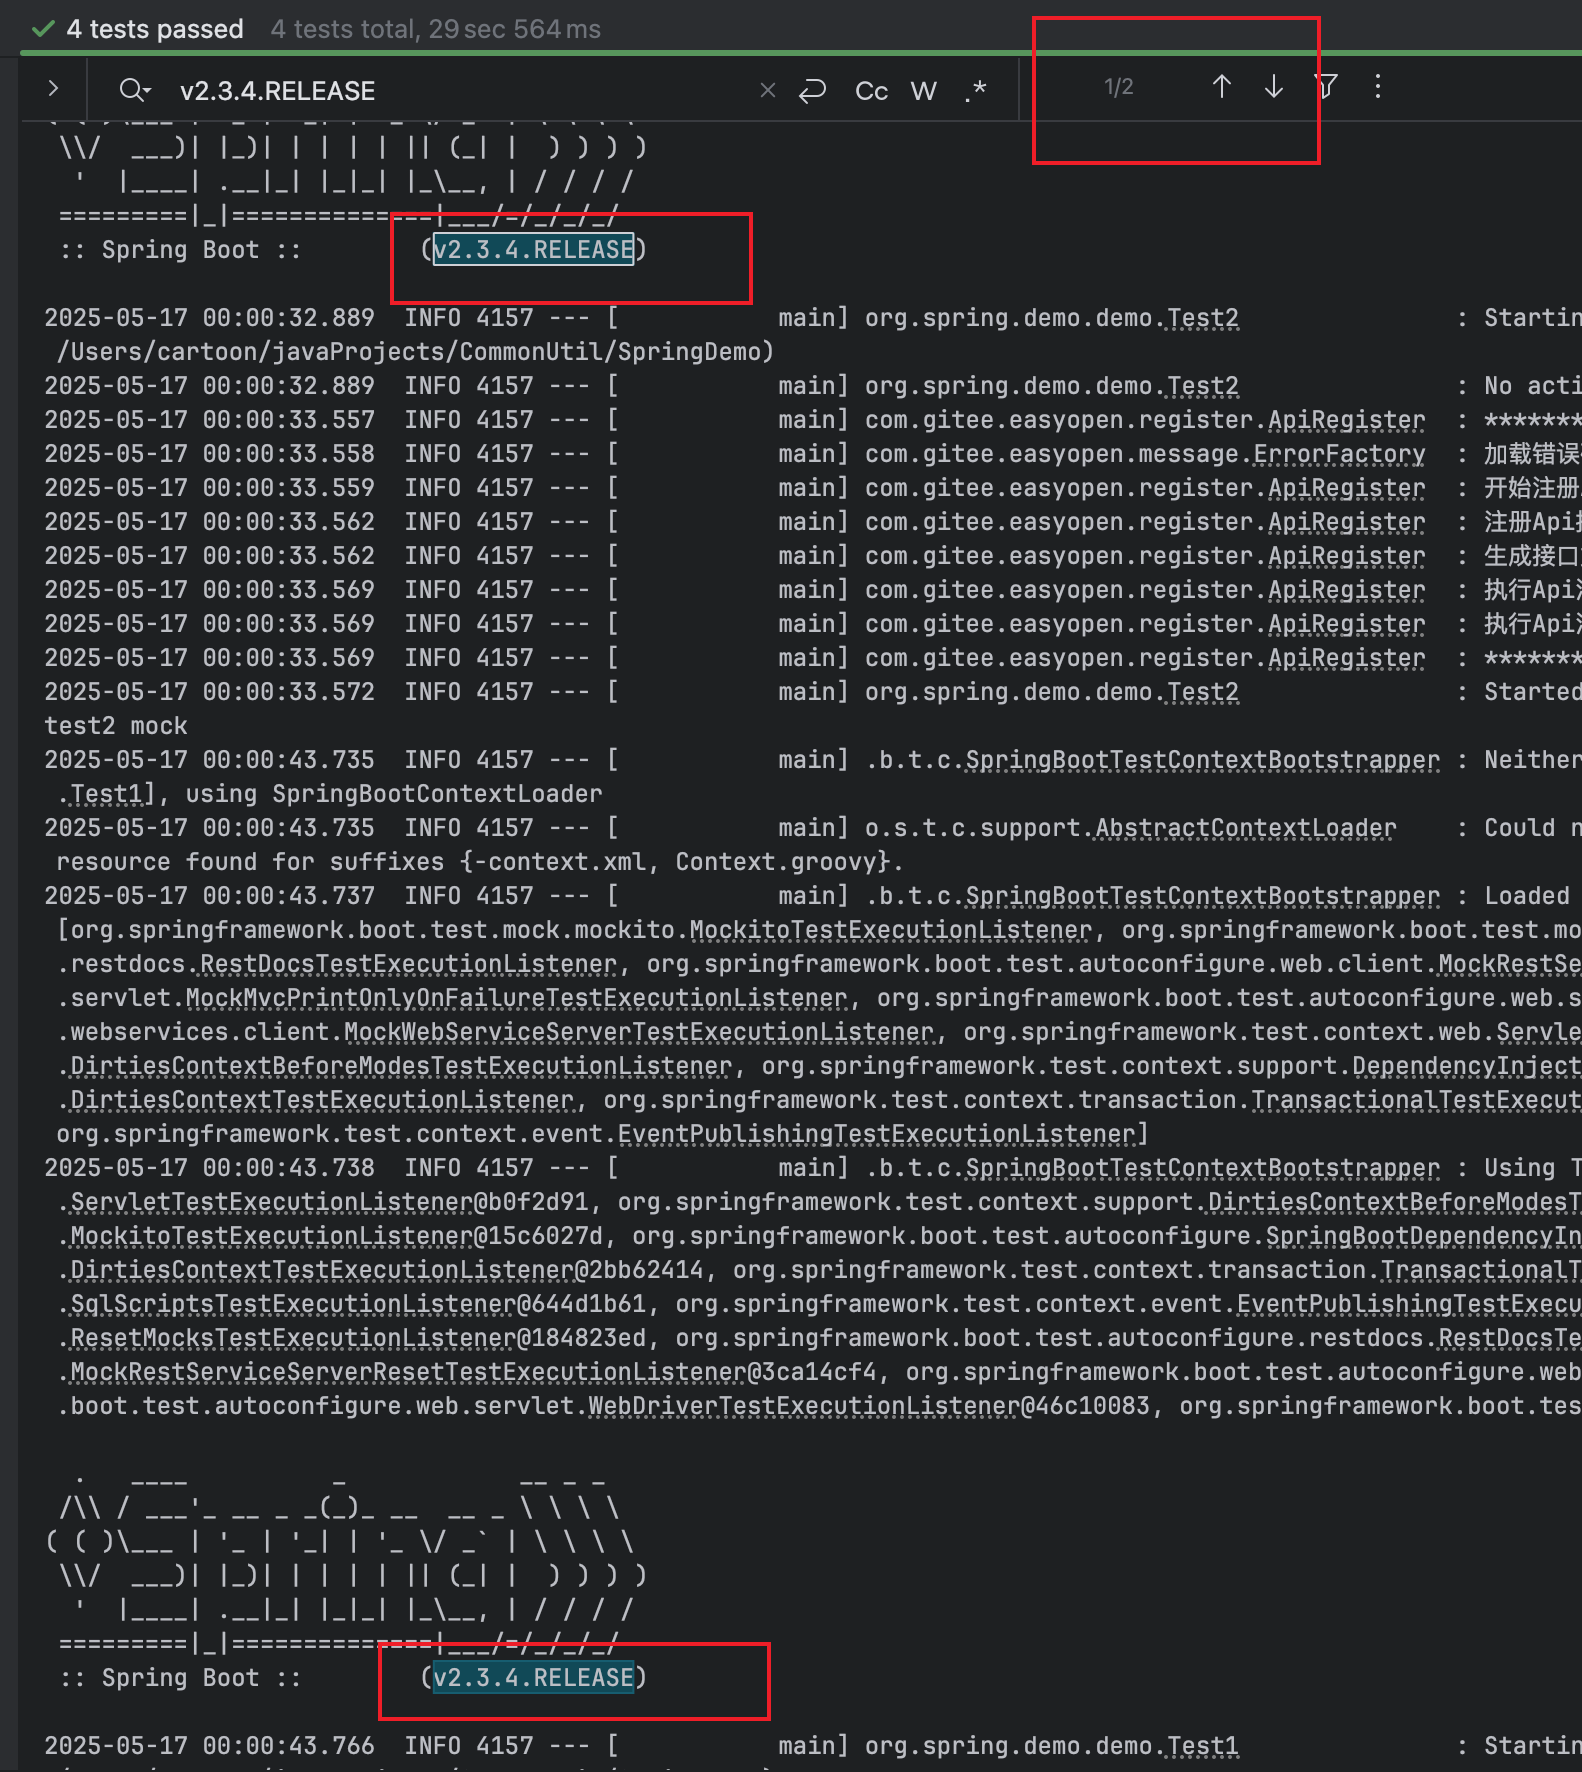 4 tests passed 4 tests total, 29 sec 564 ms
v2.3.4.RELEASE × Cc W .* 1/2
 \\/  ___)| |_)| | | | | || (_| |  ) ) ) )
  '  |____| .__|_| |_|_| |_\__, | / / / /
 =========|_|==============|___/=/_/_/_/
 :: Spring Boot ::        (v2.3.4.RELEASE)
2025-05-17 00:00:32.889  INFO 4157 --- [           main] org.spring.demo.demo.Test2               : Startin
/Users/cartoon/javaProjects/CommonUtil/SpringDemo)
2025-05-17 00:00:32.889  INFO 4157 --- [           main] org.spring.demo.demo.Test2               : No acti
2025-05-17 00:00:33.557  INFO 4157 --- [           main] com.gitee.easyopen.register.ApiRegister  : *******
2025-05-17 00:00:33.558  INFO 4157 --- [           main] com.gitee.easyopen.message.ErrorFactory  : 加载错误
2025-05-17 00:00:33.559  INFO 4157 --- [           main] com.gitee.easyopen.register.ApiRegister  : 开始注册
2025-05-17 00:00:33.562  INFO 4157 --- [           main] com.gitee.easyopen.register.ApiRegister  : 注册Api
2025-05-17 00:00:33.562  INFO 4157 --- [           main] com.gitee.easyopen.register.ApiRegister  : 生成接口
2025-05-17 00:00:33.569  INFO 4157 --- [           main] com.gitee.easyopen.register.ApiRegister  : 执行Api
2025-05-17 00:00:33.569  INFO 4157 --- [           main] com.gitee.easyopen.register.ApiRegister  : 执行Api
2025-05-17 00:00:33.569  INFO 4157 --- [           main] com.gitee.easyopen.register.ApiRegister  : *******
2025-05-17 00:00:33.572  INFO 4157 --- [           main] org.spring.demo.demo.Test2               : Started
test2 mock
2025-05-17 00:00:43.735  INFO 4157 --- [           main] .b.t.c.SpringBootTestContextBootstrapper : Neither
.Test1], using SpringBootContextLoader
2025-05-17 00:00:43.735  INFO 4157 --- [           main] o.s.t.c.support.AbstractContextLoader    : Could n
resource found for suffixes {-context.xml, Context.groovy}.
2025-05-17 00:00:43.737  INFO 4157 --- [           main] .b.t.c.SpringBootTestContextBootstrapper : Loaded
[org.springframework.boot.test.mock.mockito.MockitoTestExecutionListener, org.springframework.boot.test.mo
.restdocs.RestDocsTestExecutionListener, org.springframework.boot.test.autoconfigure.web.client.MockRestSe
.servlet.MockMvcPrintOnlyOnFailureTestExecutionListener, org.springframework.boot.test.autoconfigure.web.s
.webservices.client.MockWebServiceServerTestExecutionListener, org.springframework.test.context.web.Servle
.DirtiesContextBeforeModesTestExecutionListener, org.springframework.test.context.support.DependencyInject
.DirtiesContextTestExecutionListener, org.springframework.test.context.transaction.TransactionalTestExecut
org.springframework.test.context.event.EventPublishingTestExecutionListener]
2025-05-17 00:00:43.738  INFO 4157 --- [           main] .b.t.c.SpringBootTestContextBootstrapper : Using T
.ServletTestExecutionListener@b0f2d91, org.springframework.test.context.support.DirtiesContextBeforeModesT
.MockitoTestExecutionListener@15c6027d, org.springframework.boot.test.autoconfigure.SpringBootDependencyIn
.DirtiesContextTestExecutionListener@2bb62414, org.springframework.test.context.transaction.TransactionalT
.SqlScriptsTestExecutionListener@644d1b61, org.springframework.test.context.event.EventPublishingTestExecu
.ResetMocksTestExecutionListener@184823ed, org.springframework.boot.test.autoconfigure.restdocs.RestDocsTe
.MockRestServiceServerResetTestExecutionListener@3ca14cf4, org.springframework.boot.test.autoconfigure.web
.boot.test.autoconfigure.web.servlet.WebDriverTestExecutionListener@46c10083, org.springframework.boot.tes
  .   ____          _            __ _ _
 /\\ / ___'_ __ _ _(_)_ __  __ _ \ \ \ \
( ( )\___ | '_ | '_| | '_ \/ _` | \ \ \ \
 \\/  ___)| |_)| | | | | || (_| |  ) ) ) )
  '  |____| .__|_| |_|_| |_\__, | / / / /
 =========|_|==============|___/=/_/_/_/
 :: Spring Boot ::        (v2.3.4.RELEASE)
2025-05-17 00:00:43.766  INFO 4157 --- [           main] org.spring.demo.demo.Test1               : Startin